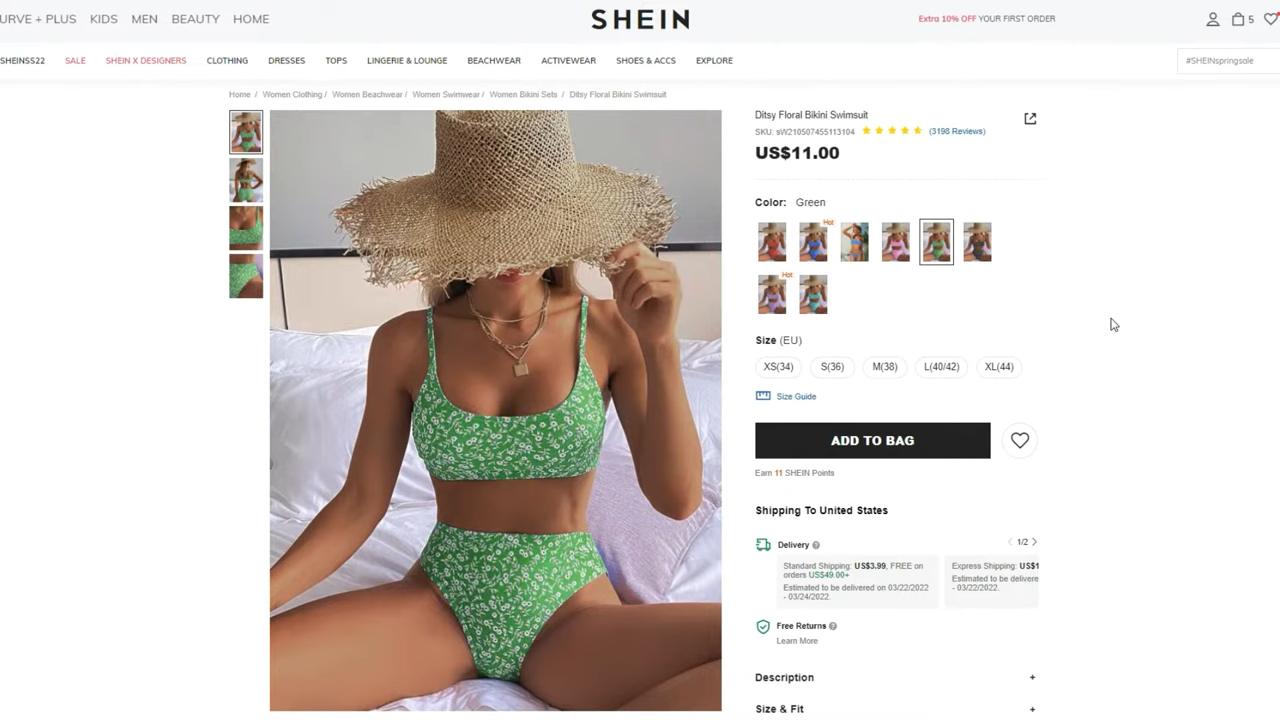 URVE + PLUS KIDS MEN BEAUTY HOME
SHEIN
Extra 10% OFF YOUR FIRST ORDER
5
SHEINSS22 SALE SHEIN X DESIGNERS CLOTHING DRESSES TOPS LINGERIE & LOUNGE BEACHWEAR ACTIVEWEAR SHOES & ACCS EXPLORE
#SHEINspringsale
Home / Women Clothing / Women Beachwear / Women Swimwear / Women Bikini Sets / Ditsy Floral Bikini Swimsuit
Ditsy Floral Bikini Swimsuit
SKU: sW210507455113104 (3198 Reviews)
US$11.00
Color: Green
Hot
Hot
Size (EU)
XS(34) S(36) M(38) L(40/42) XL(44)
Size Guide
ADD TO BAG
Earn 11 SHEIN Points
Shipping To United States
Delivery ? 1/2
Standard Shipping: US$3.99, FREE on
orders US$49.00+
Estimated to be delivered on 03/22/2022
- 03/24/2022.
Express Shipping: US$1
Estimated to be delivere
- 03/22/2022.
Free Returns ?
Learn More
Description +
Size & Fit +